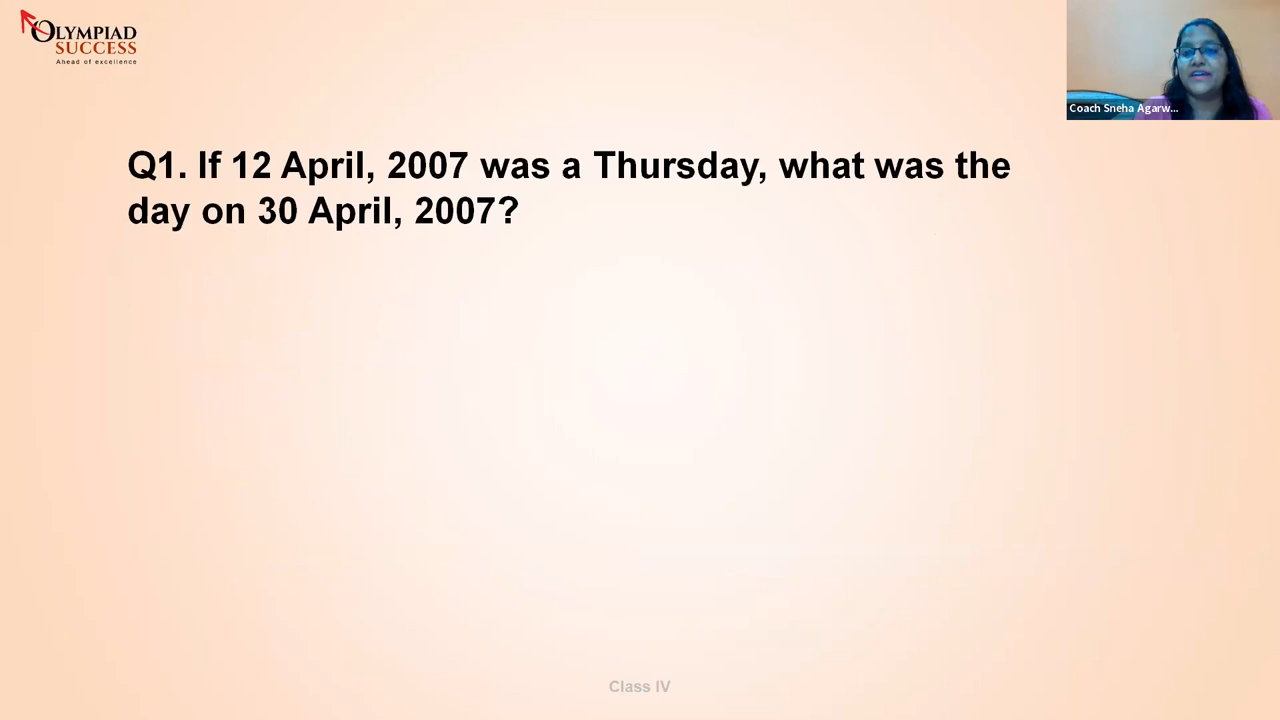 OLYMPIAD
SUCCESS
Ahead of excellence
Coach Sneha Agarw...
Q1. If 12 April, 2007 was a Thursday, what was the
day on 30 April, 2007?
Class IV